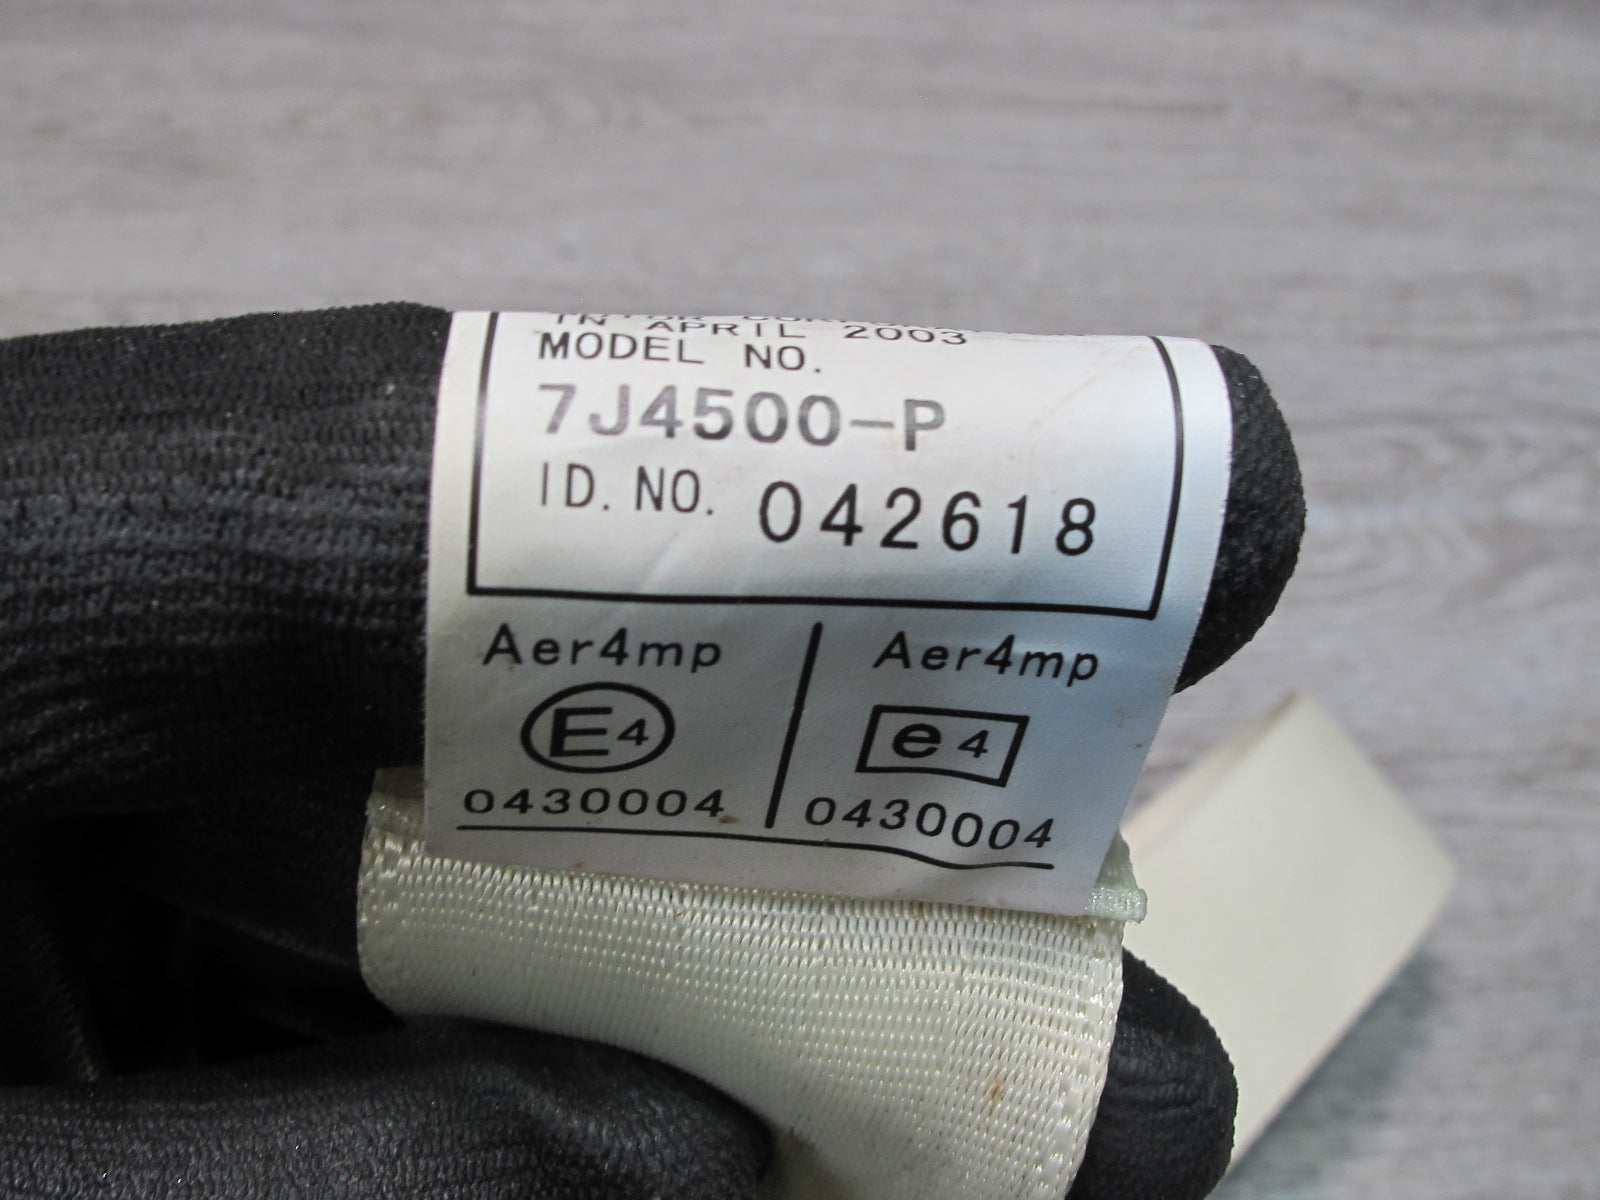 IN APRIL 2003
MODEL NO.
7J4500-P
ID. NO. 042618
Aer4mp Aer4mp
E4 e4
0430004 0430004